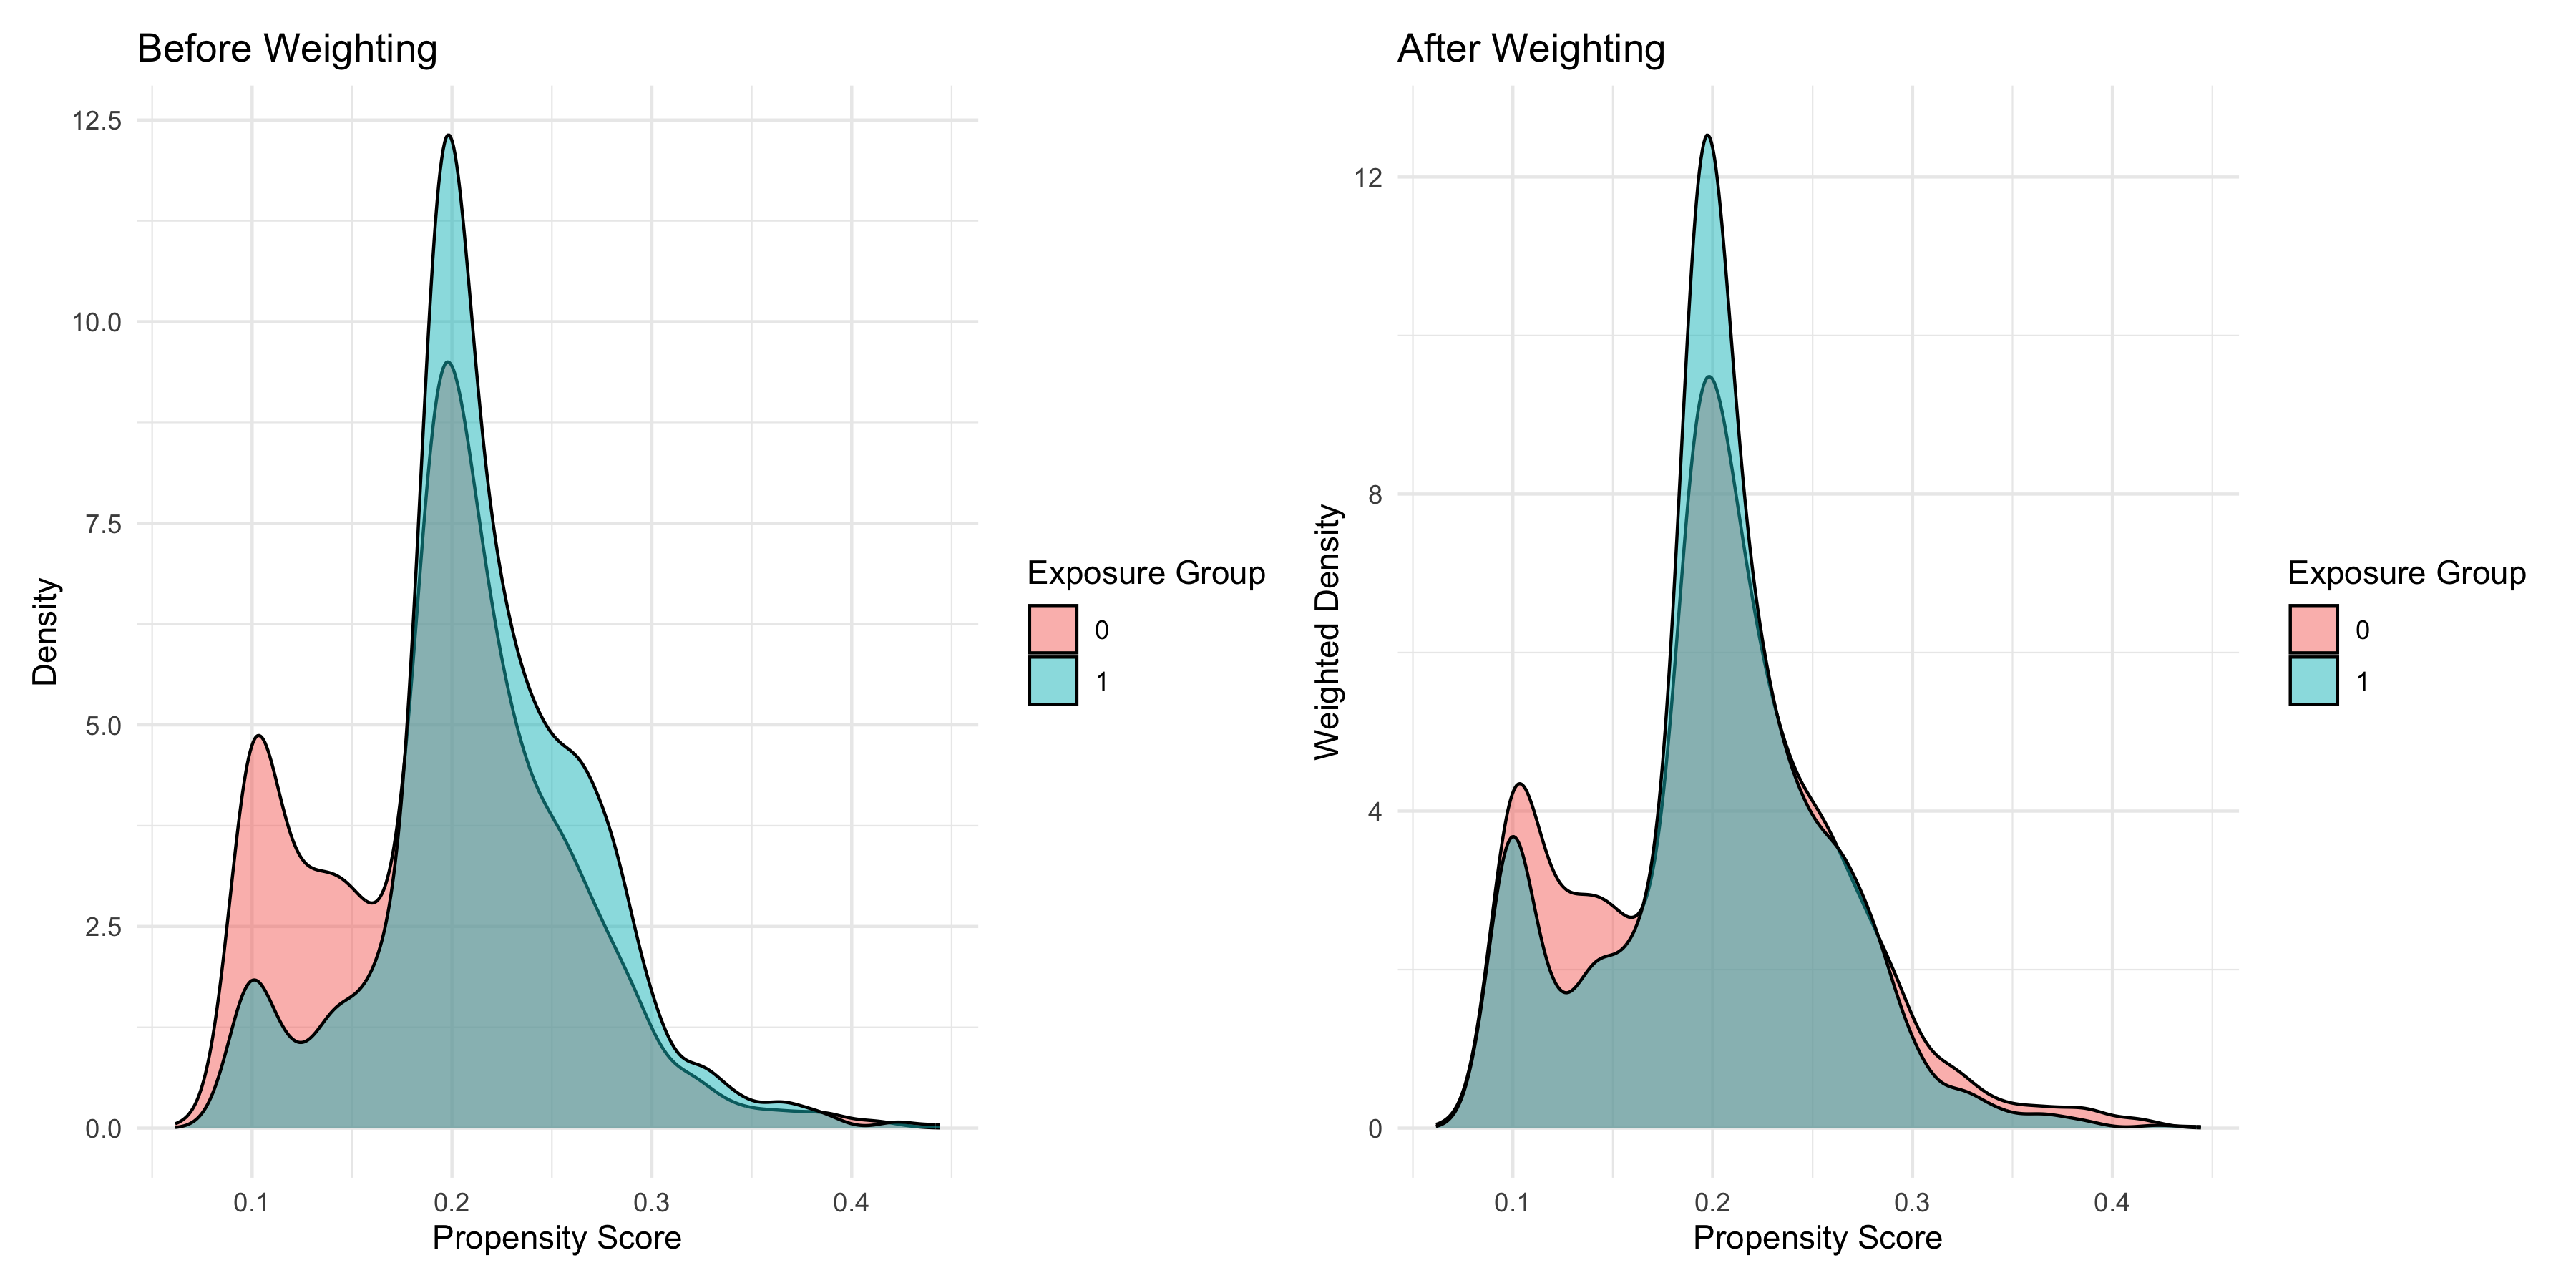 Before Weighting
12.5
10.0
7.5
5.0
2.5
0.0
Density
0.1 0.2 0.3 0.4
Propensity Score
Exposure Group
0
1
After Weighting
12
8
4
0
Weighted Density
0.1 0.2 0.3 0.4
Propensity Score
Exposure Group
0
1